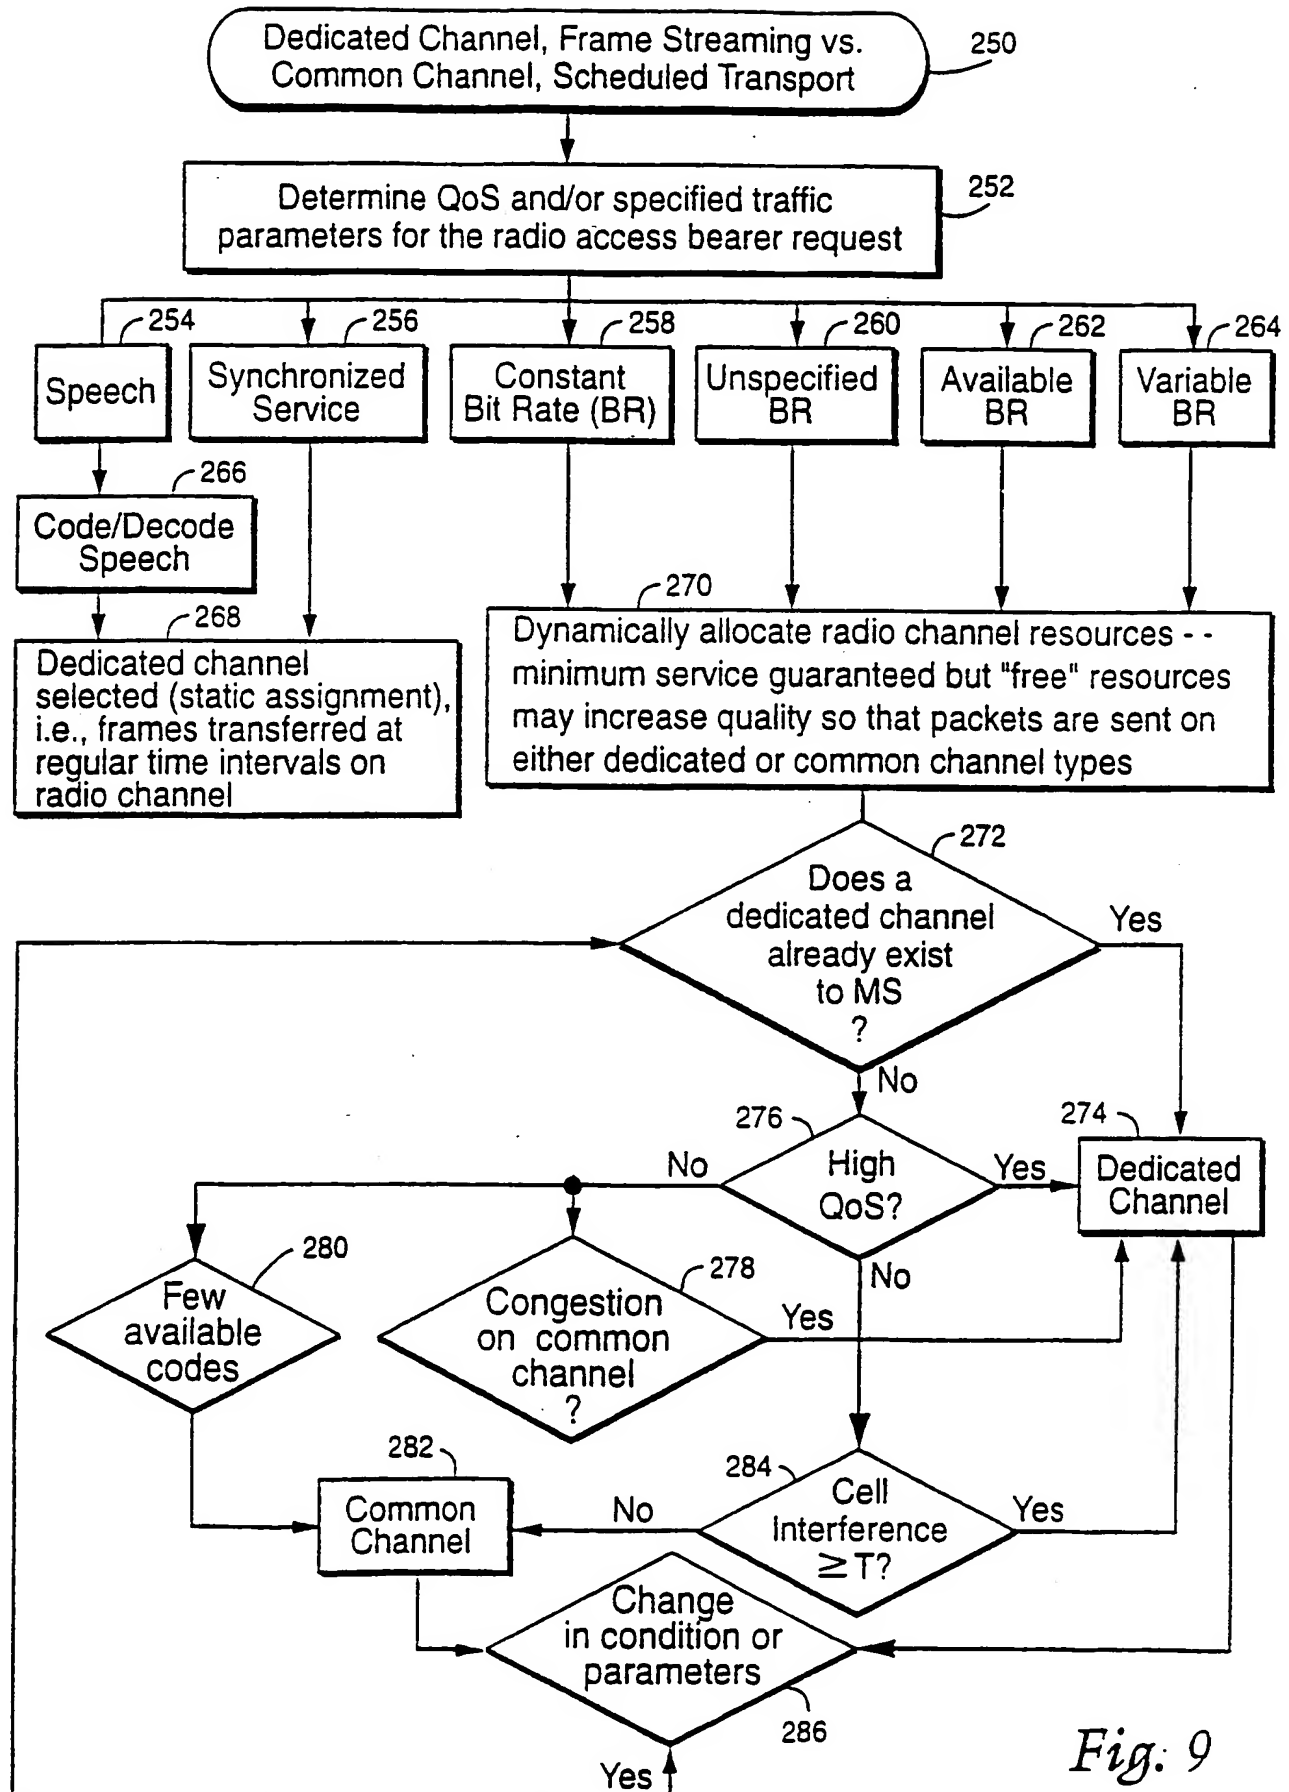 Dedicated Channel, Frame Streaming vs.
Common Channel, Scheduled Transport
250
Determine QoS and/or specified traffic
parameters for the radio access bearer request
252
254
256
258
260
262
264
Speech
Synchronized
Service
Constant
Bit Rate (BR)
Unspecified
BR
Available
BR
Variable
BR
266
Code/Decode
Speech
268
Dedicated channel
selected (static assignment),
i.e., frames transferred at
regular time intervals on
radio channel
270
Dynamically allocate radio channel resources - -
minimum service guaranteed but "free" resources
may increase quality so that packets are sent on
either dedicated or common channel types
272
Does a
dedicated channel
already exist
to MS
?
Yes
No
276
High
QoS?
No
Yes
No
274
Dedicated
Channel
280
Few
available
codes
278
Congestion
on common
channel
?
Yes
282
Common
Channel
284
Cell
Interference
≥ T?
No
Yes
Change
in condition or
parameters
286
Yes
Fig. 9